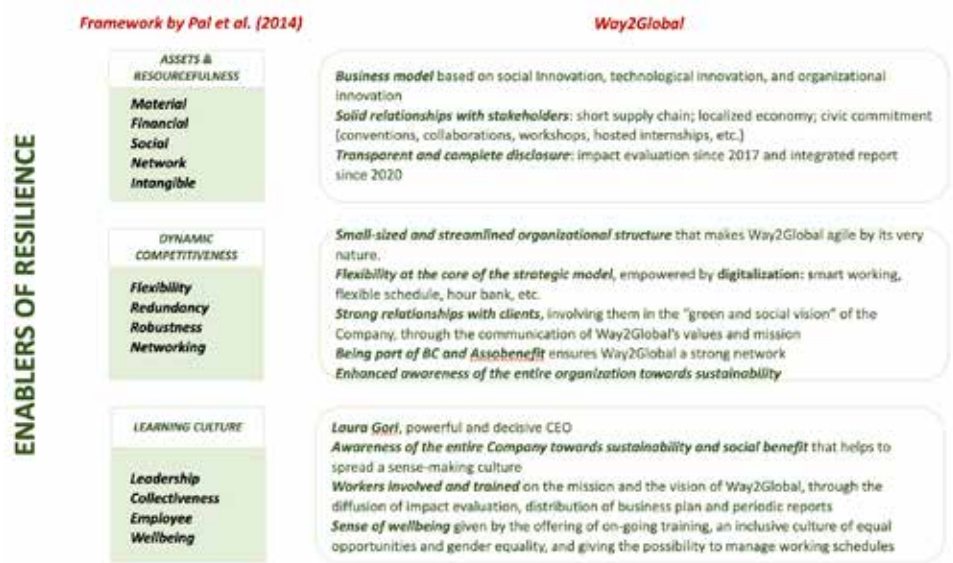 Framework by Pal et al. (2014)
Way2Global
ENABLERS OF RESILIENCE
ASSETS &
RESOURCEFULNESS
Material
Financial
Social
Network
Intangible
Business model based on social Innovation, technological innovation, and organizational
innovation
Solid relationships with stakeholders: short supply chain; localized economy; civic commitment
(conventions, collaborations, workshops, hosted internships, etc.)
Transparent and complete disclosure: impact evaluation since 2017 and integrated report
since 2020
DYNAMIC
COMPETITIVENESS
Flexibility
Redundancy
Robustness
Networking
Small-sized and streamlined organizational structure that makes Way2Global agile by its very
nature.
Flexibility at the core of the strategic model, empowered by digitalization: smart working,
flexible schedule, hour bank, etc.
Strong relationships with clients, involving them in the "green and social vision" of the
Company, through the communication of Way2Global's values and mission
Being part of BC and Assobenefit ensures Way2Global a strong network
Enhanced awareness of the entire organization towards sustainability
LEARNING CULTURE
Leadership
Collectiveness
Employee
Wellbeing
Laura Gori, powerful and decisive CEO
Awareness of the entire Company towards sustainability and social benefit that helps to
spread a sense-making culture
Workers involved and trained on the mission and the vision of Way2Global, through the
diffusion of impact evaluation, distribution of business plan and periodic reports
Sense of wellbeing given by the offering of on-going training, an inclusive culture of equal
opportunities and gender equality, and giving the possibility to manage working schedules